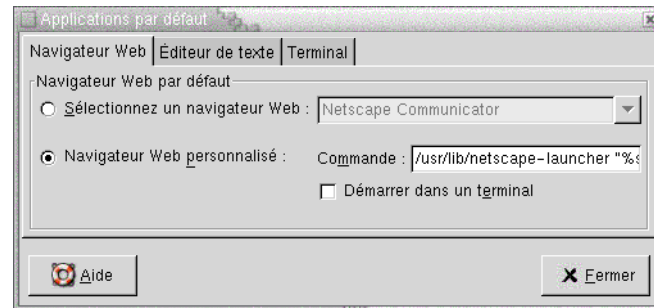 Applications par défaut
Navigateur Web Éditeur de texte Terminal
Navigateur Web par défaut
Sélectionnez un navigateur Web : Netscape Communicator
Navigateur Web personnalisé : Commande : /usr/lib/netscape-launcher "%s
Démarrer dans un terminal
Aide Fermer